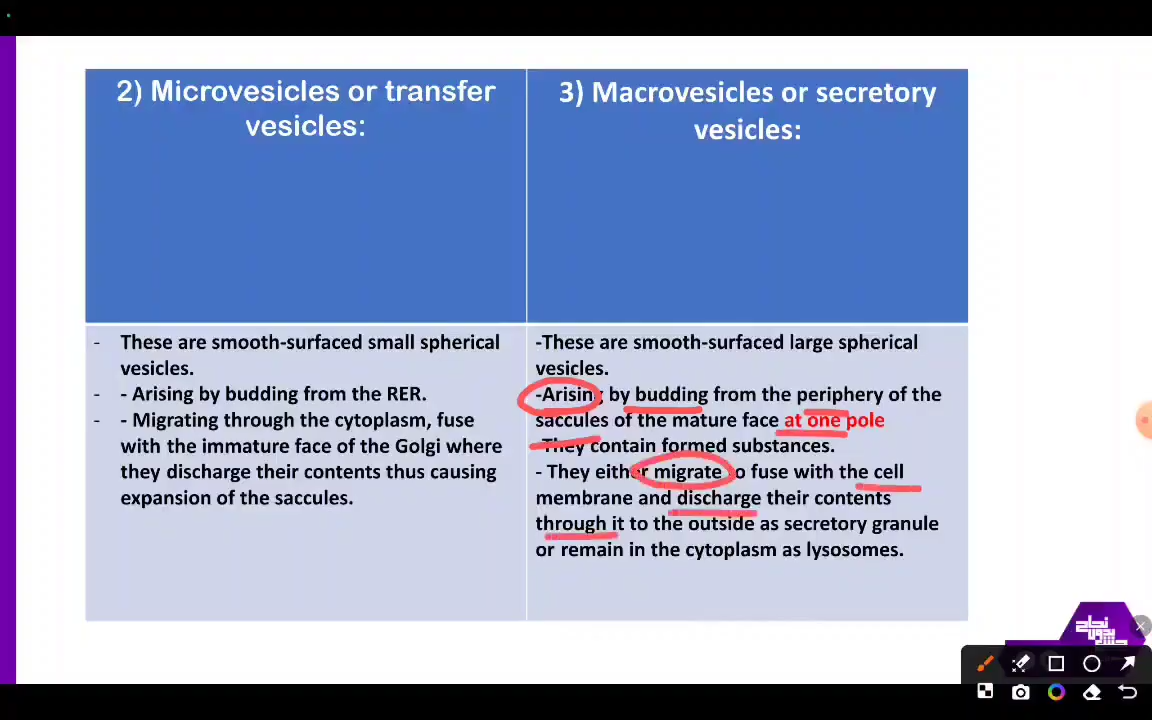 2) Microvesicles or transfer
vesicles:
3) Macrovesicles or secretory
vesicles:
- These are smooth-surfaced small spherical
vesicles.
- - Arising by budding from the RER.
- - Migrating through the cytoplasm, fuse
with the immature face of the Golgi where
they discharge their contents thus causing
expansion of the saccules.
-These are smooth-surfaced large spherical
vesicles.
-Arising by budding from the periphery of the
saccules of the mature face at one pole
-They contain formed substances.
- They either migrate to fuse with the cell
membrane and discharge their contents
through it to the outside as secretory granule
or remain in the cytoplasm as lysosomes.